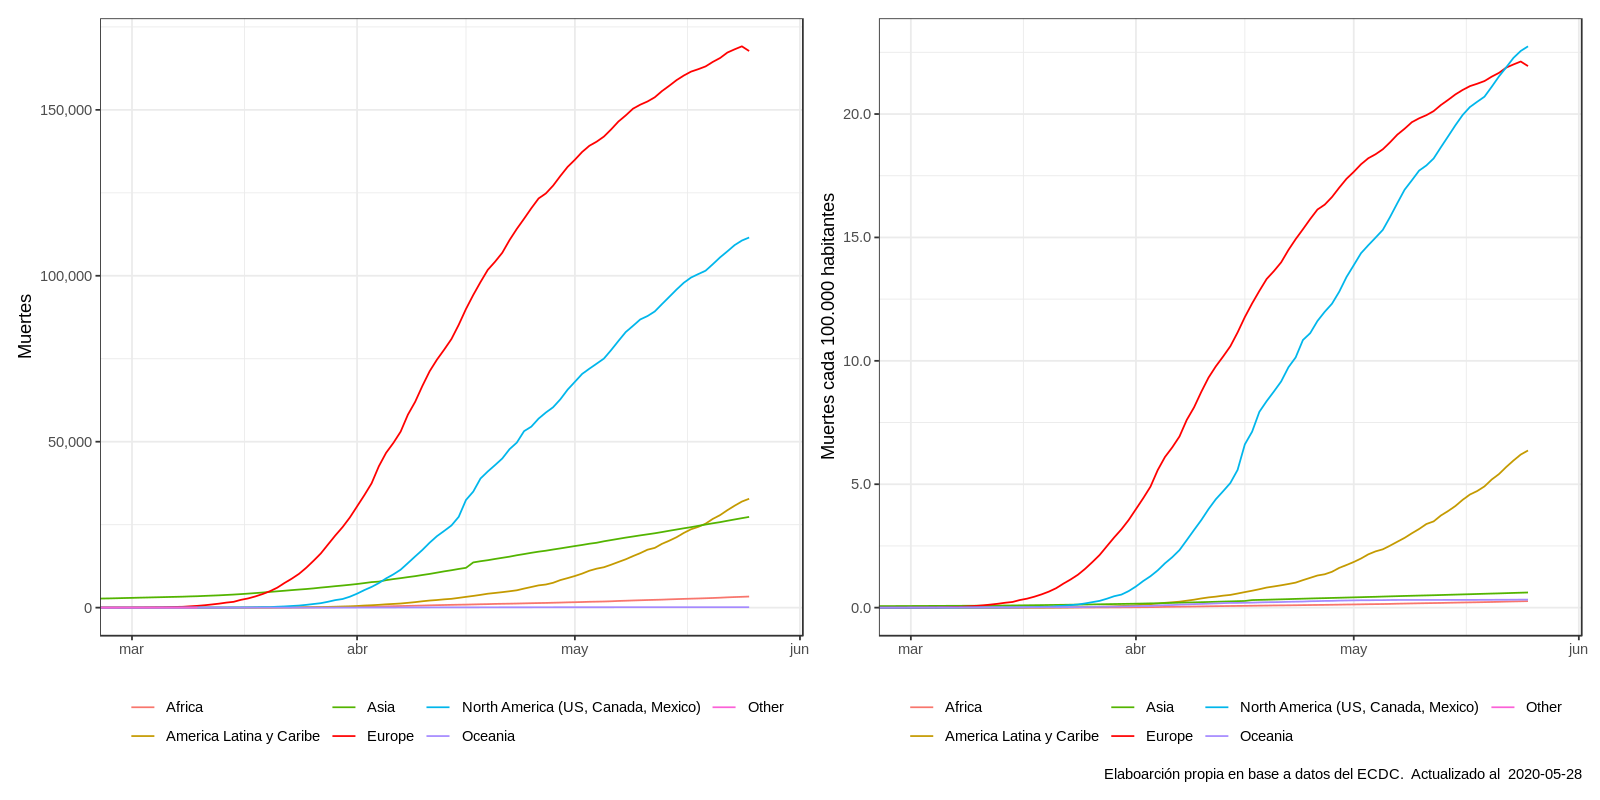 Muertes
150,000
100,000
50,000
0
mar abr may jun
Muertes cada 100.000 habitantes
20.0
15.0
10.0
5.0
0.0
mar abr may jun
Africa Asia North America (US, Canada, Mexico) Other
America Latina y Caribe Europe Oceania
Africa Asia North America (US, Canada, Mexico) Other
America Latina y Caribe Europe Oceania
Elaboarción propia en base a datos del ECDC. Actualizado al 2020-05-28